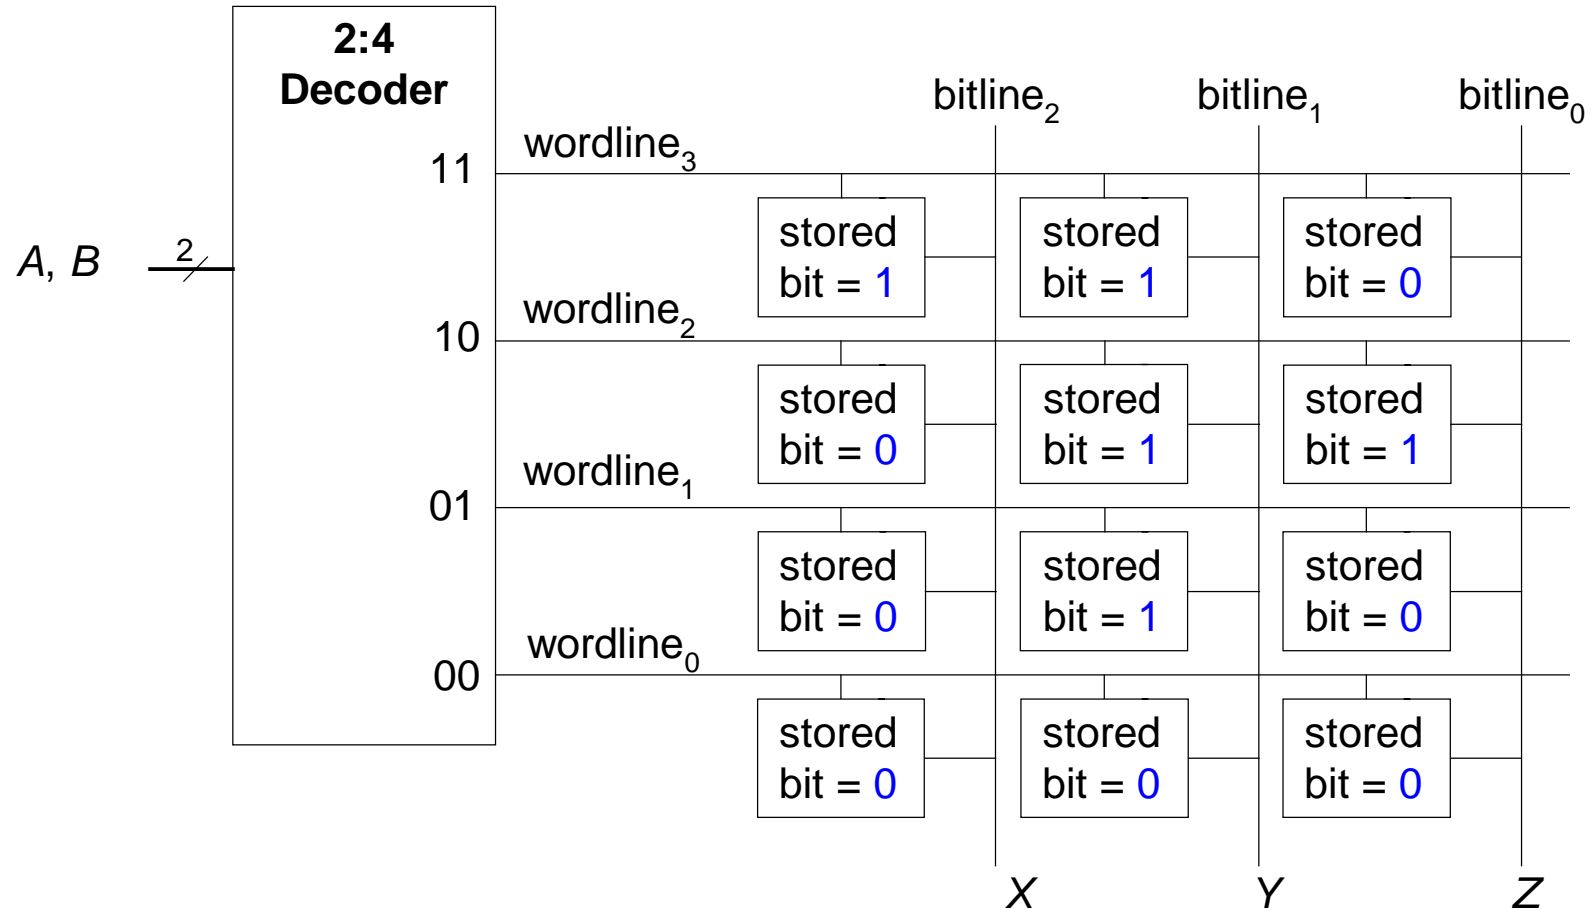 2:4
Decoder
bitline₂ bitline₁ bitline₀
wordline₃
11
stored stored stored
bit = 1 bit = 1 bit = 0
A, B 2
wordline₂
10
stored stored stored
bit = 0 bit = 1 bit = 1
wordline₁
01
stored stored stored
bit = 0 bit = 1 bit = 0
wordline₀
00
stored stored stored
bit = 0 bit = 0 bit = 0
X Y Z